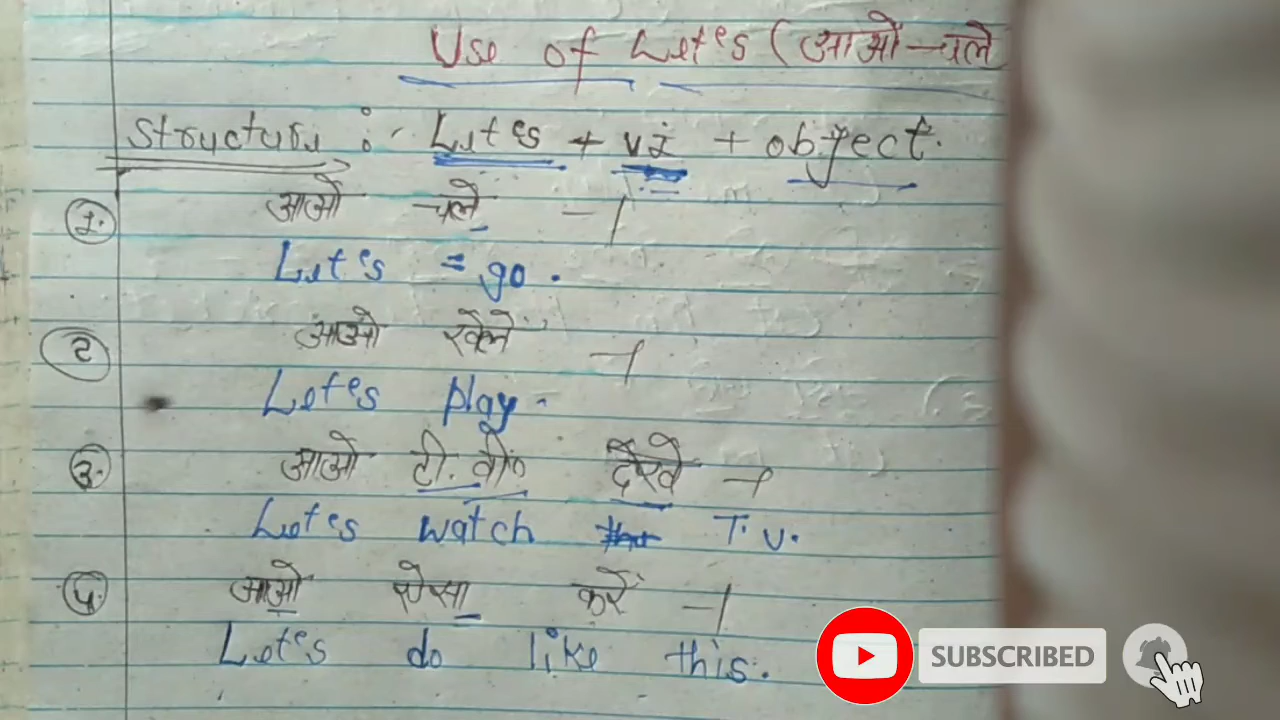 Use of Let's (आओ-चले
Structure :- Let's + v1 + object.
1. आओ चले -|
Let's = go.
2 आओ खेले -|
Let's play.
3. आओ टी. वी० देखे -|
Let's watch T.V.
आओ ऐसा करें -|
Let's do like this.
SUBSCRIBED